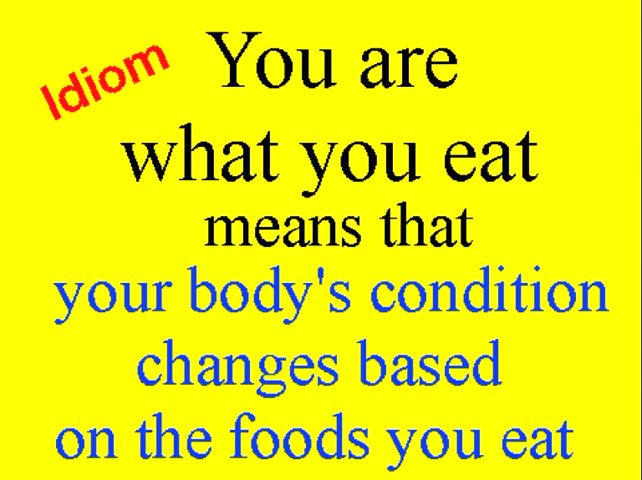 Idiom
You are
what you eat
means that
your body's condition
changes based
on the foods you eat